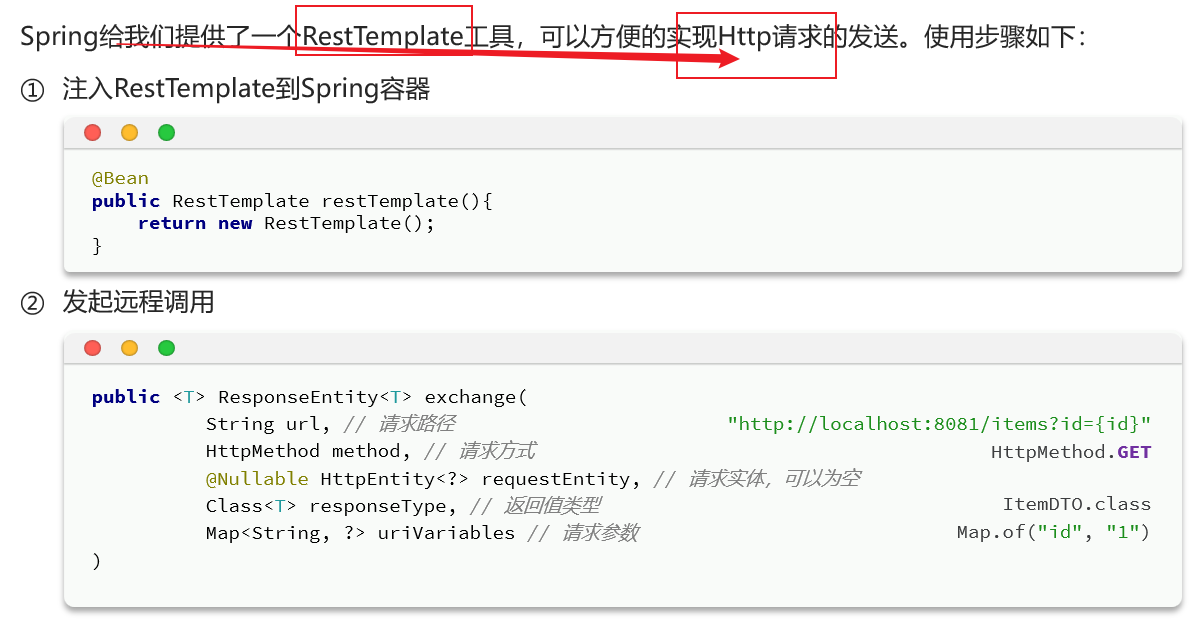 Spring给我们提供了一个RestTemplate工具，可以方便的实现Http请求的发送。使用步骤如下：
① 注入RestTemplate到Spring容器
@Bean
public RestTemplate restTemplate(){
    return new RestTemplate();
}
② 发起远程调用
public <T> ResponseEntity<T> exchange(
String url, // 请求路径 "http://localhost:8081/items?id={id}"
HttpMethod method, // 请求方式 HttpMethod.GET
@Nullable HttpEntity<?> requestEntity, // 请求实体，可以为空
Class<T> responseType, // 返回值类型 ItemDTO.class
Map<String, ?> uriVariables // 请求参数 Map.of("id", "1")
)